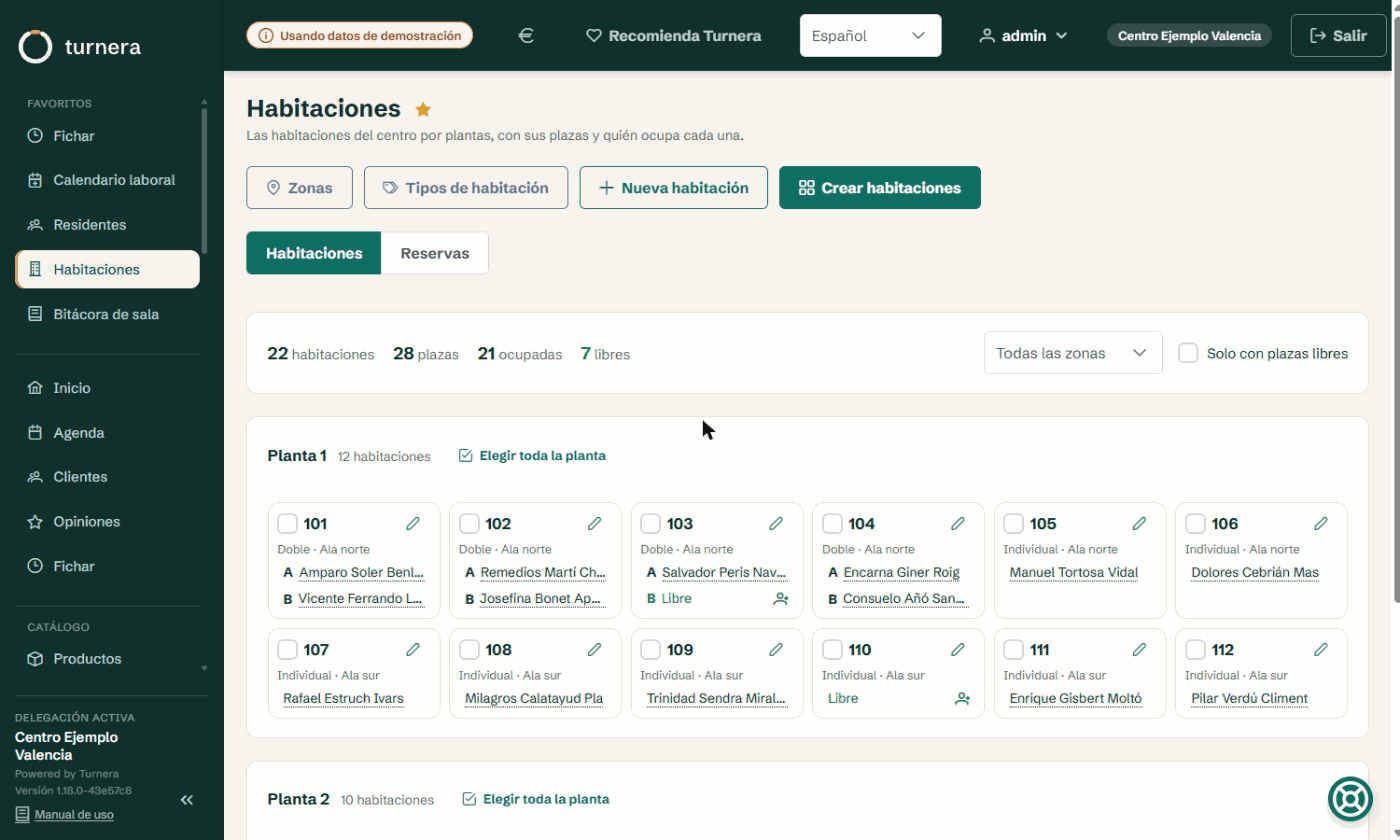 turnera
Usando datos de demostración
€
Recomienda Turnera
Español
admin
Centro Ejemplo Valencia
Salir
FAVORITOS
Fichar
Calendario laboral
Residentes
Habitaciones
Bitácora de sala
Inicio
Agenda
Clientes
Opiniones
Fichar
CATÁLOGO
Productos
DELEGACIÓN ACTIVA
Centro Ejemplo
Valencia
Powered by Turnera
Versión 1.18.0-43e57c8
Manual de uso
Habitaciones
Las habitaciones del centro por plantas, con sus plazas y quién ocupa cada una.
Zonas
Tipos de habitación
Nueva habitación
Crear habitaciones
Habitaciones
Reservas
22 habitaciones 28 plazas 21 ocupadas 7 libres
Todas las zonas
Solo con plazas libres
Planta 1 12 habitaciones Elegir toda la planta
101
Doble · Ala norte
A Amparo Soler Benl...
B Vicente Ferrando L...
102
Doble · Ala norte
A Remedios Martí Ch...
B Josefina Bonet Ap...
103
Doble · Ala norte
A Salvador Peris Nav...
B Libre
104
Doble · Ala norte
A Encarna Giner Roig
B Consuelo Añó San...
105
Individual · Ala norte
Manuel Tortosa Vidal
106
Individual · Ala norte
Dolores Cebrián Mas
107
Individual · Ala sur
Rafael Estruch Ivars
108
Individual · Ala sur
Milagros Calatayud Pla
109
Individual · Ala sur
Trinidad Sendra Miral...
110
Individual · Ala sur
Libre
111
Individual · Ala sur
Enrique Gisbert Moltó
112
Individual · Ala sur
Pilar Verdú Climent
Planta 2 10 habitaciones Elegir toda la planta